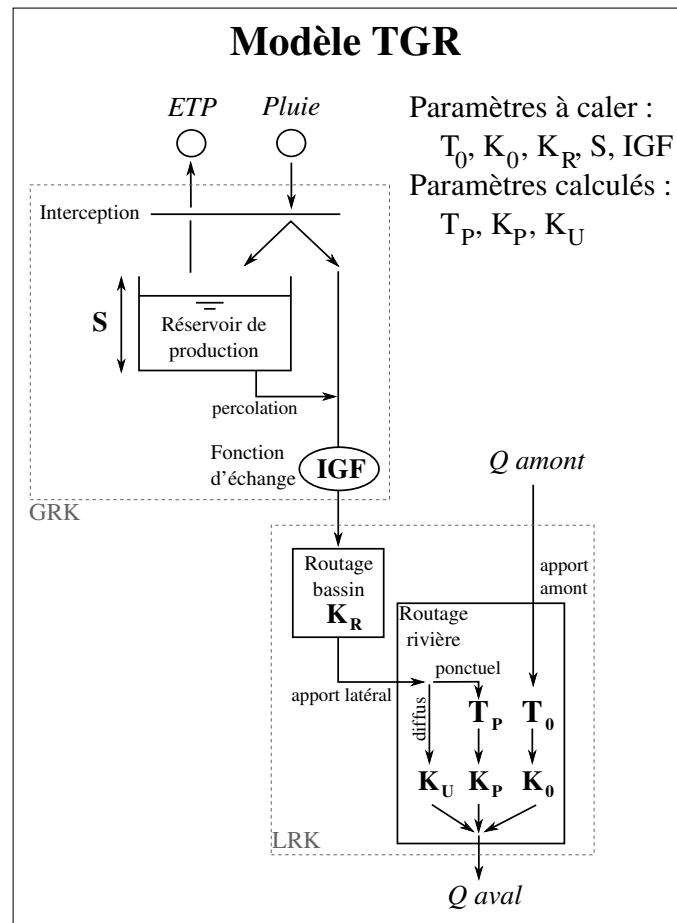 Modèle TGR
ETP
Pluie
Paramètres à caler :
T0, K0, KR, S, IGF
Paramètres calculés :
TP, KP, KU
Interception
S
Réservoir de
production
percolation
Fonction
d'échange
IGF
GRK
Q amont
apport
amont
Routage
bassin
KR
Routage
rivière
ponctuel
apport latéral
diffus
TP
T0
KU
KP
K0
LRK
Q aval